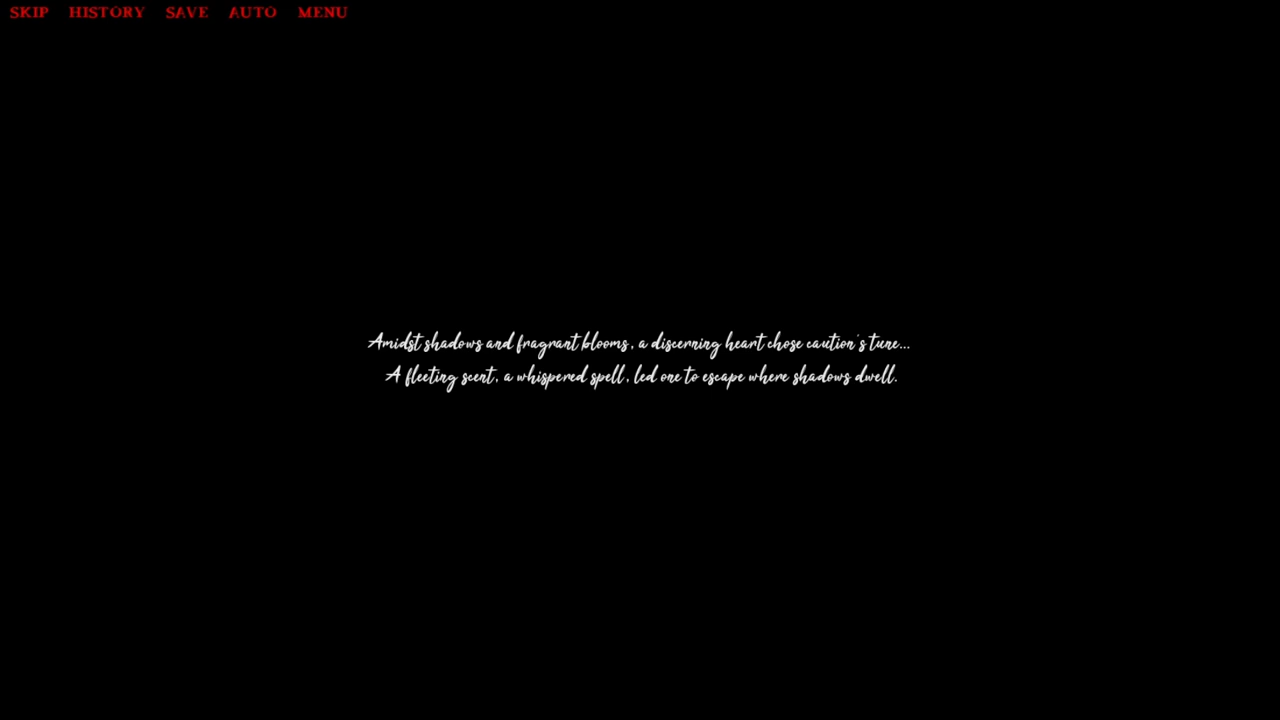 SKIP HISTORY SAVE AUTO MENU
Amidst shadows and fragrant blooms, a discerning heart chose caution's tune...
A fleeting scent, a whispered spell, led one to escape where shadows dwell.